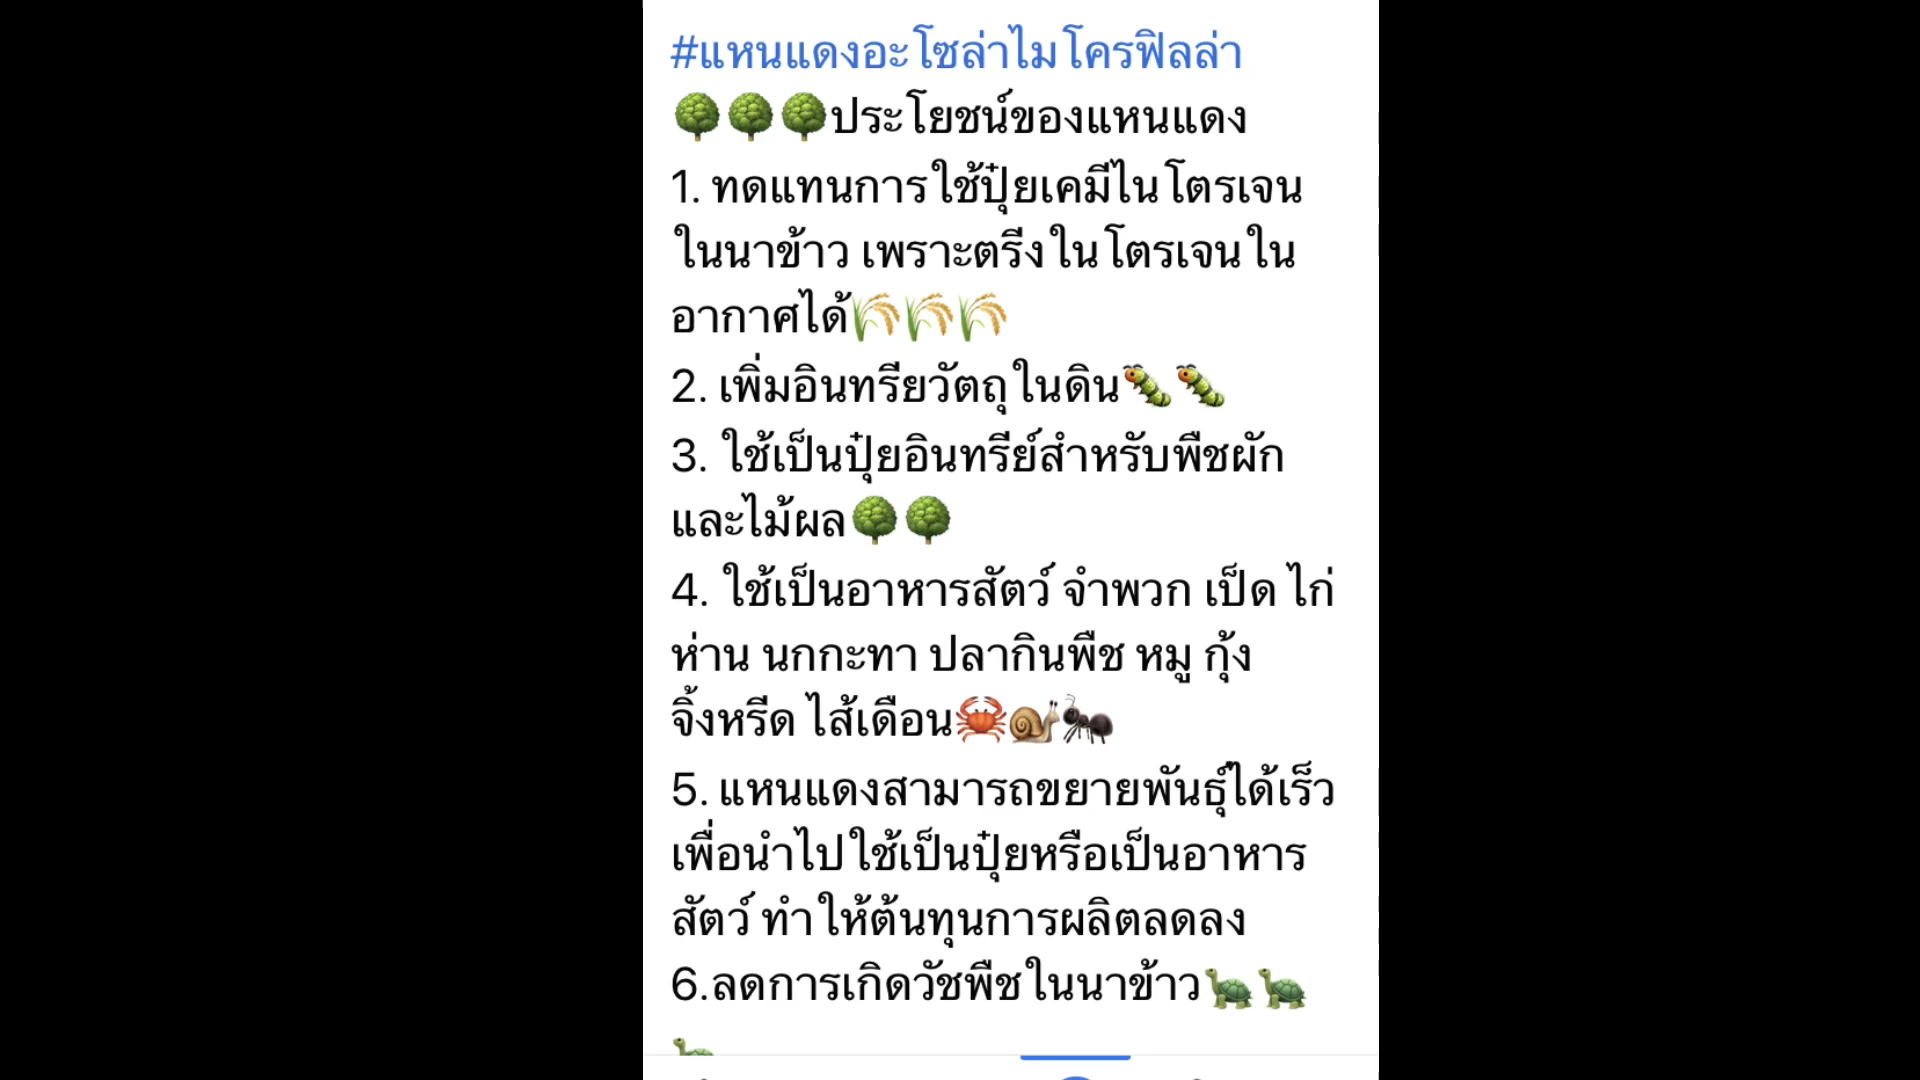 #แหนแดงอะโซล่าไมโครฟิลล่า
🌳🌳🌳ประโยชน์ของแหนแดง
1. ทดแทนการใช้ปุ๋ยเคมีไนโตรเจน
ในนาข้าว เพราะตรึงในโตรเจนใน
อากาศได้🌾🌾🌾
2. เพิ่มอินทรียวัตถุในดิน🐛🐛
3. ใช้เป็นปุ๋ยอินทรีย์สำหรับพืชผัก
และไม้ผล🌳🌳
4. ใช้เป็นอาหารสัตว์ จำพวก เป็ด ไก่
ห่าน นกกะทา ปลากินพืช หมู กุ้ง
จิ้งหรีด ไส้เดือน🦀🐌🐜
5. แหนแดงสามารถขยายพันธุ์ได้เร็ว
เพื่อนำไปใช้เป็นปุ๋ยหรือเป็นอาหาร
สัตว์ ทำให้ต้นทุนการผลิตลดลง
6.ลดการเกิดวัชพืชในนาข้าว🐢🐢
🐢